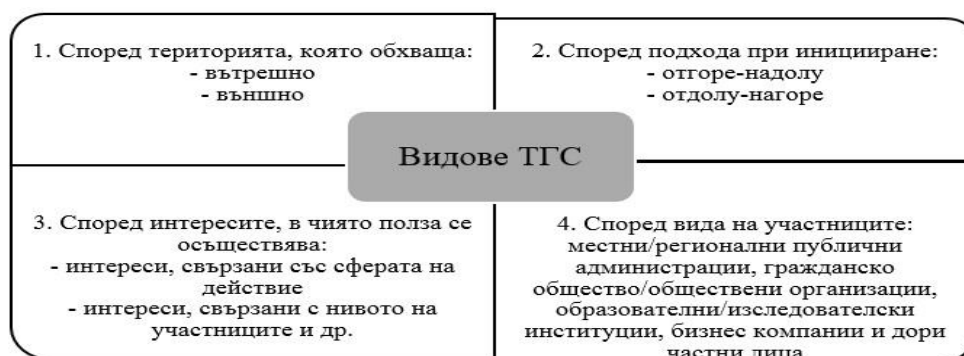 1. Според територията, която обхваща:
- вътрешно
- външно
2. Според подхода при иницииране:
- отгоре-надолу
- отдолу-нагоре
Видове ТГС
3. Според интересите, в чиято полза се
осъществява:
- интереси, свързани със сферата на
действие
- интереси, свързани с нивото на
участниците и др.
4. Според вида на участниците:
местни/регионални публични
администрации, гражданско
общество/обществени организации,
образователни/изследователски
институции, бизнес компании и дори
частни лица